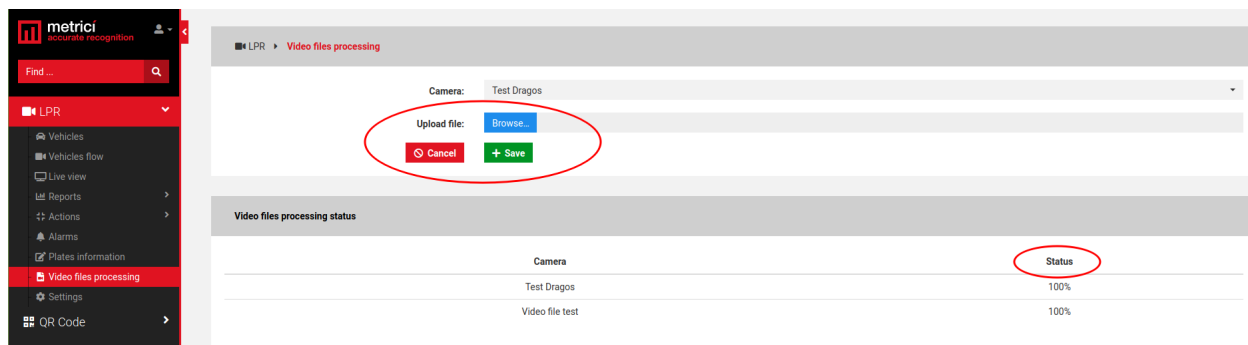 metrici
accurate recognition
Find ...
LPR
Vehicles
Vehicles flow
Live view
Reports
Actions
Alarms
Plates information
Video files processing
Settings
QR Code
LPR Video files processing
Camera: Test Dragos
Upload file: Browse...
Cancel + Save
Video files processing status
Camera Status
Test Dragos 100%
Video file test 100%